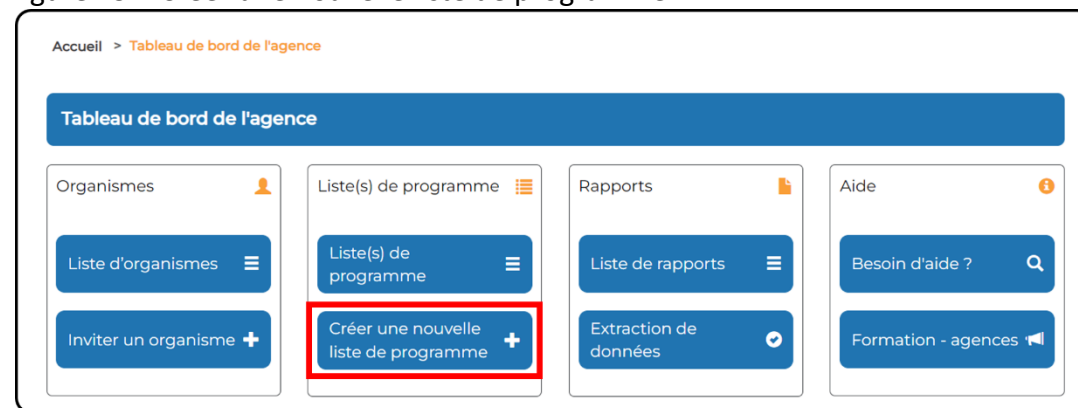 Accueil > Tableau de bord de l'agence
Tableau de bord de l'agence
Organismes
Liste d'organismes
Inviter un organisme
Liste(s) de programme
Liste(s) de
programme
Créer une nouvelle
liste de programme
Rapports
Liste de rapports
Extraction de
données
Aide
Besoin d'aide ?
Formation - agences